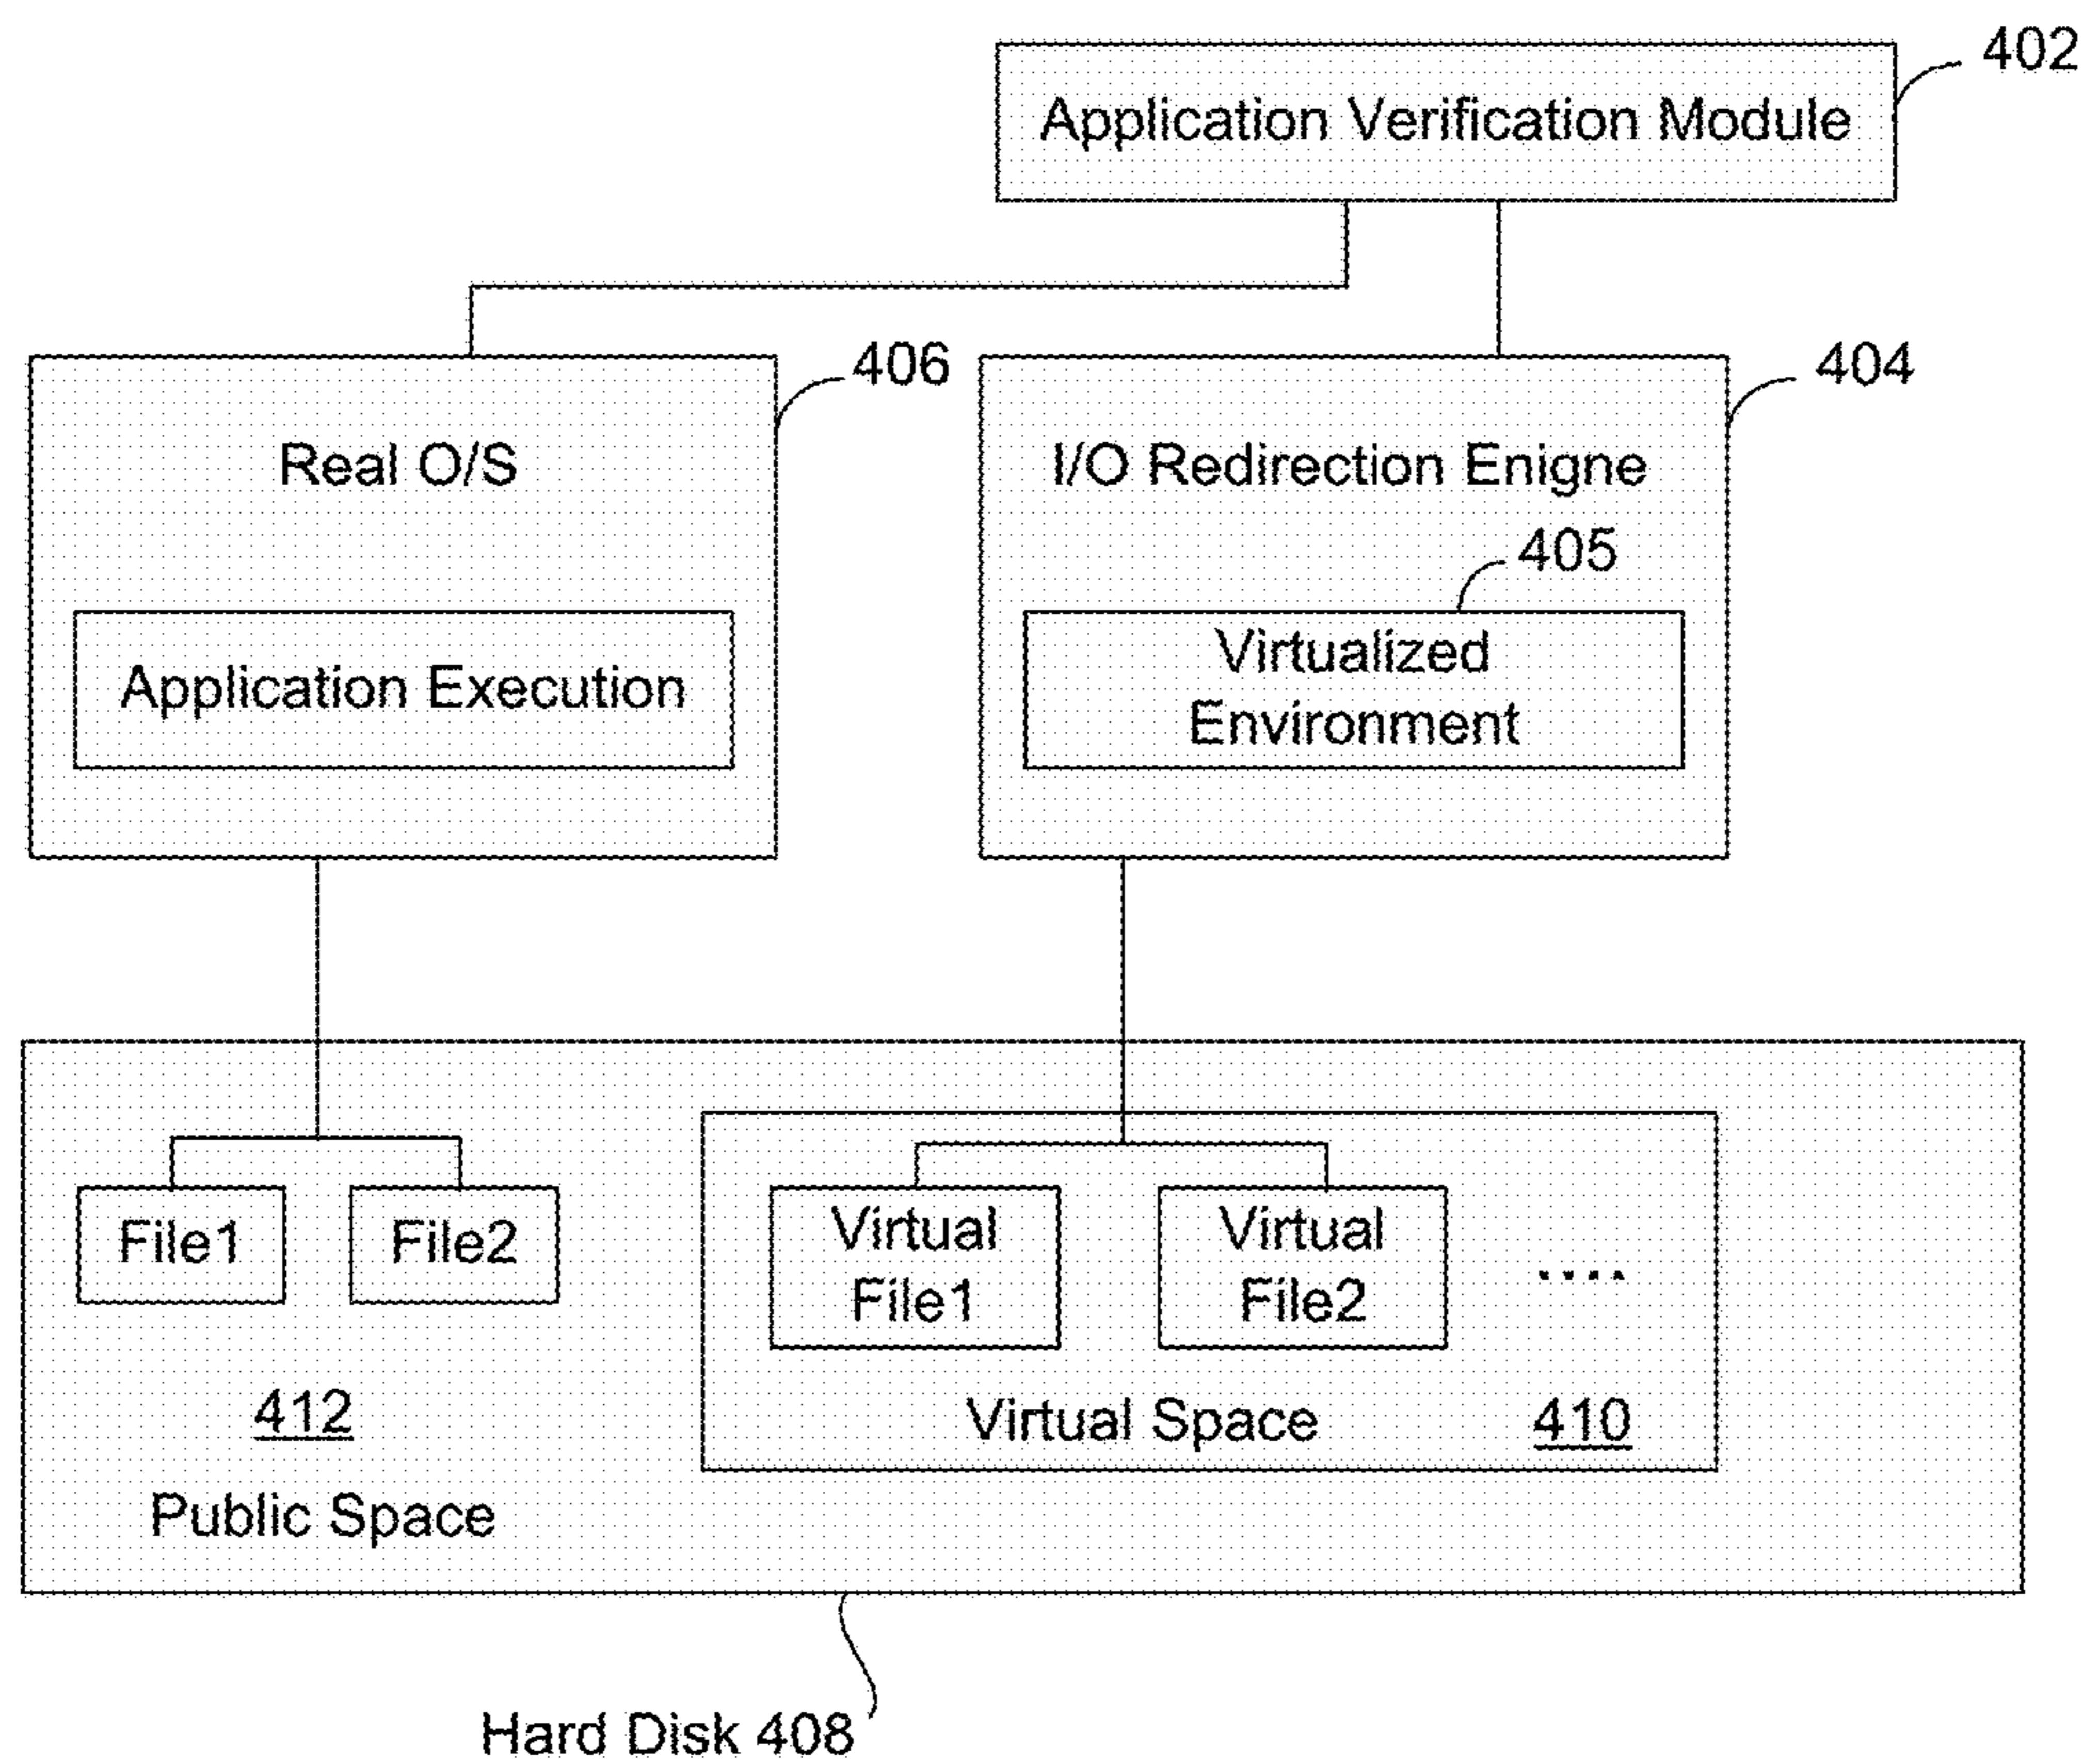 402
Application Verification Module
406
404
Real O/S
I/O Redirection Enigne
405
Application Execution
Virtualized
Environment
File1
File2
Virtual
File1
Virtual
File2
....
412
Virtual Space
410
Public Space
Hard Disk 408